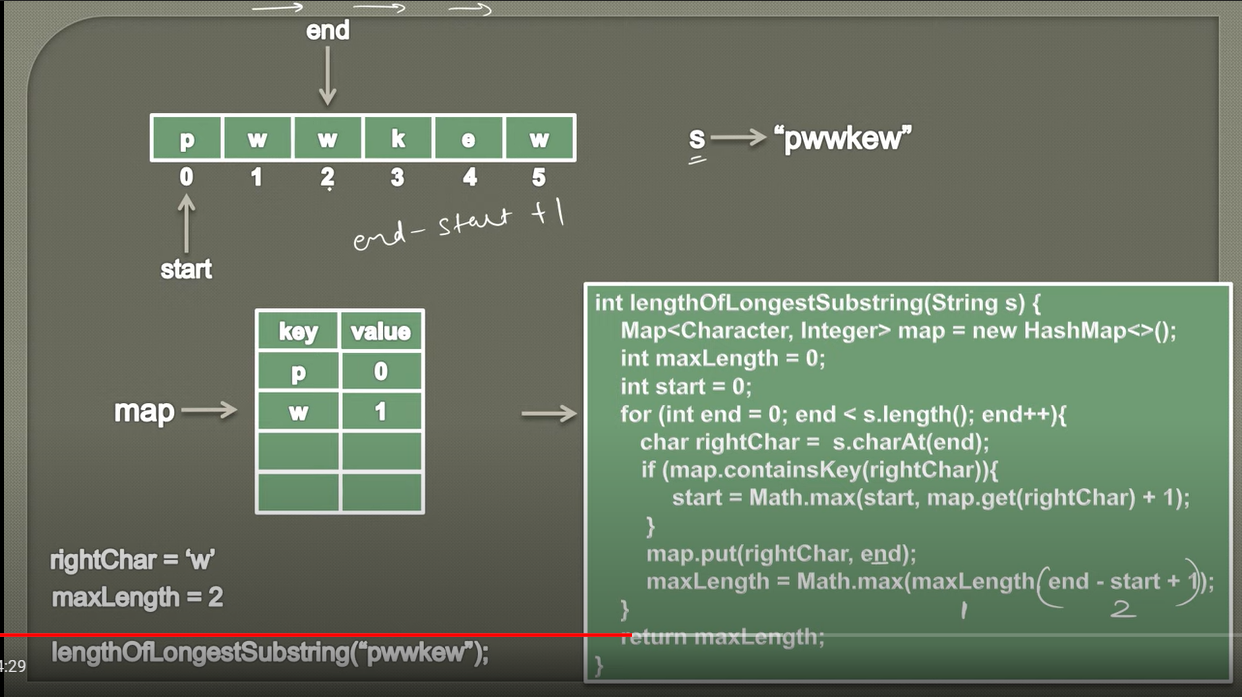 end
p w w k e w
0 1 2 3 4 5
s "pwwkew"
end - start + 1
start
key value
p 0
w 1
map
rightChar = ‘w’
maxLength = 2
lengthOfLongestSubstring(“pwwkew”);
4:29
int lengthOfLongestSubstring(String s) {
Map<Character, Integer> map = new HashMap<>();
int maxLength = 0;
int start = 0;
for (int end = 0; end < s.length(); end++){
char rightChar =  s.charAt(end);
if (map.containsKey(rightChar)){
start = Math.max(start, map.get(rightChar) + 1);
}
map.put(rightChar, end);
maxLength = Math.max(maxLength(end - start + 1));
1 2
}
return maxLength;
}